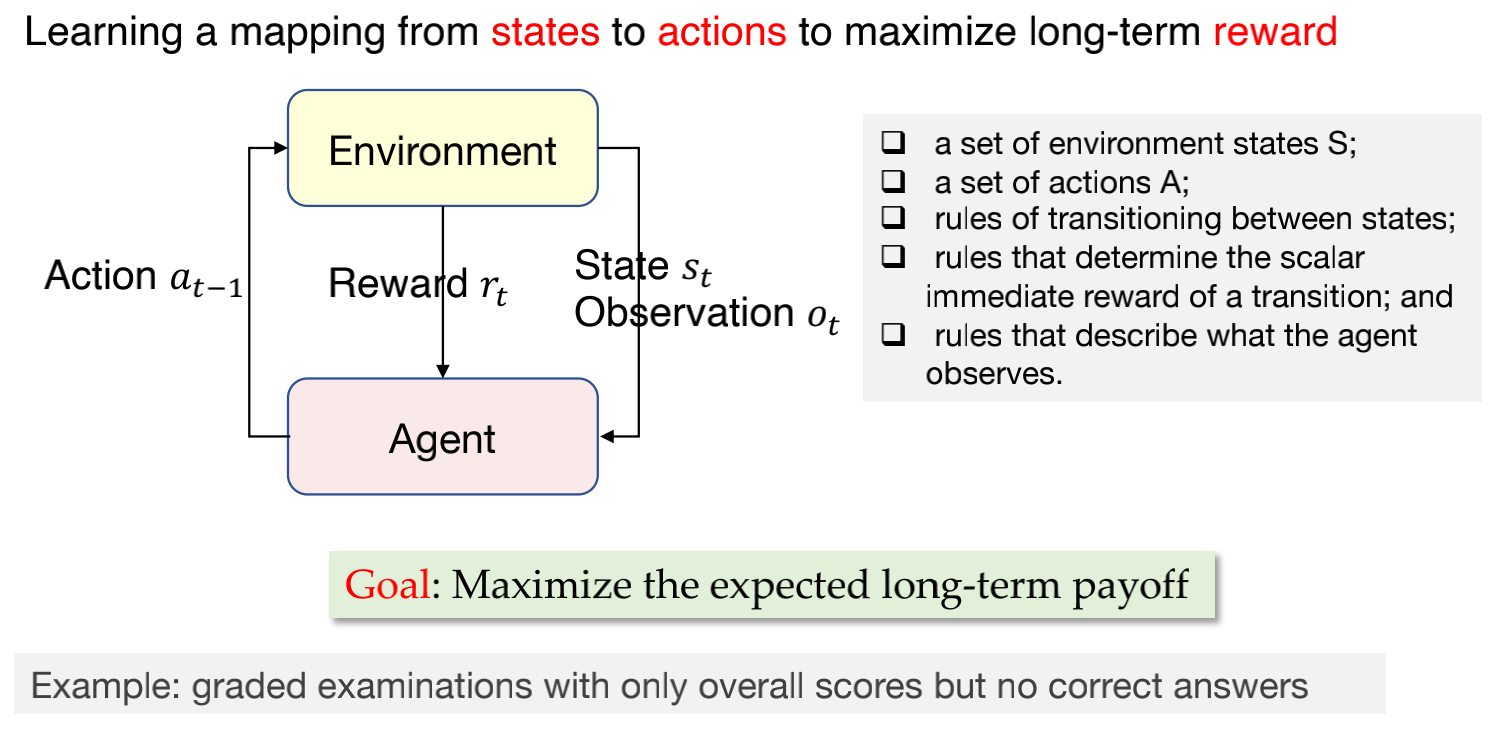 Learning a mapping from states to actions to maximize long-term reward
Environment
Action a_{t−1}
Reward r_t
State s_t
Observation o_t
Agent
❑ a set of environment states S;
❑ a set of actions A;
❑ rules of transitioning between states;
❑ rules that determine the scalar
immediate reward of a transition; and
❑ rules that describe what the agent
observes.
Goal: Maximize the expected long-term payoff
Example: graded examinations with only overall scores but no correct answers